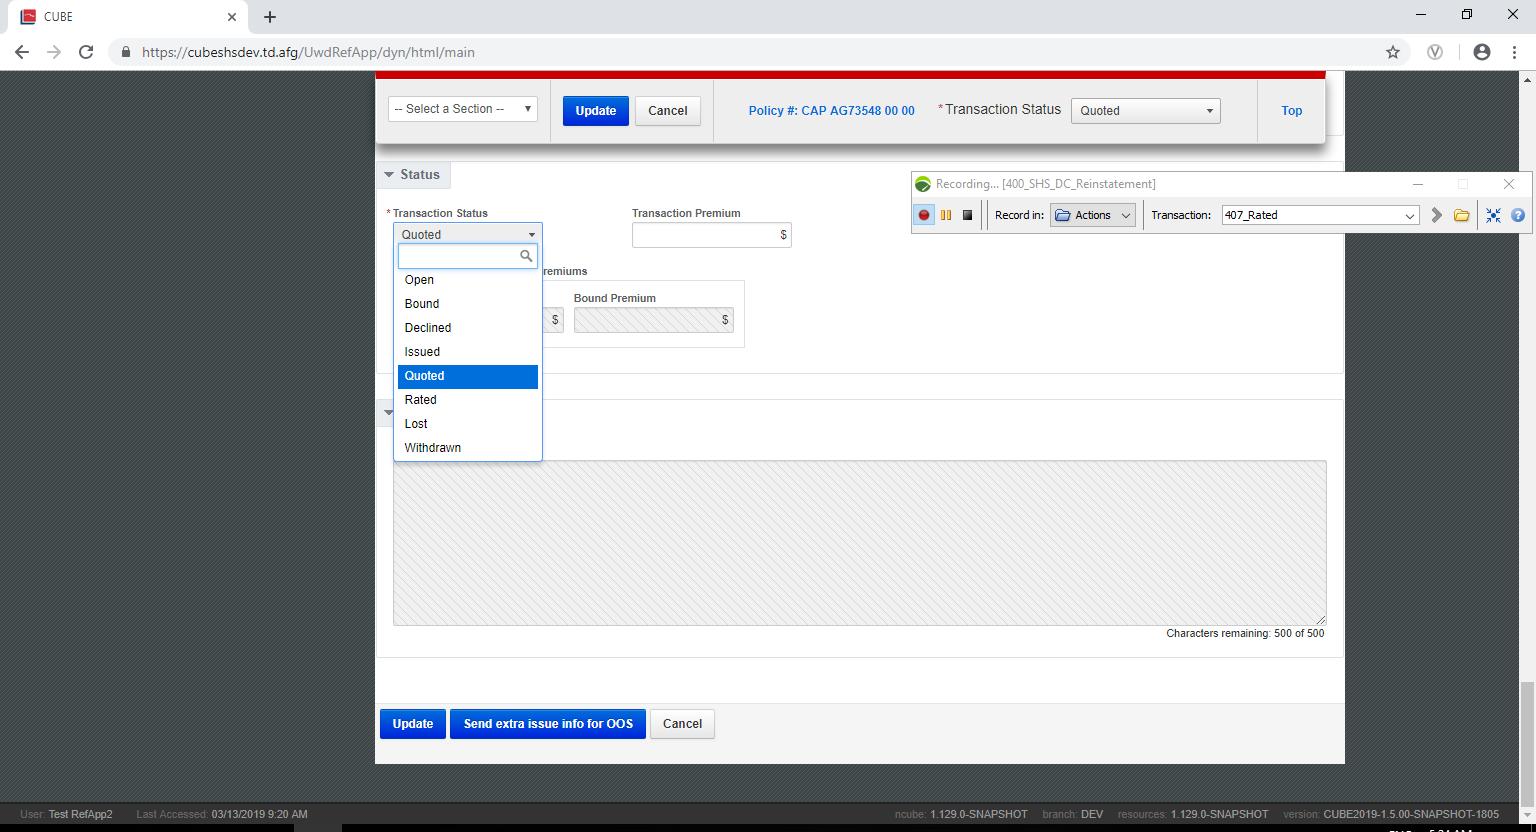 CUBE
https://cubeshsdev.td.afg/UwdRefApp/dyn/html/main
-- Select a Section --
Update
Cancel
Policy #: CAP AG73548 00 00
* Transaction Status
Quoted
Top
Status
Recording... [400_SHS_DC_Reinstatement]
Record in:
Actions
Transaction:
407_Rated
* Transaction Status
Transaction Premium
Quoted
$
remiums
Open
Bound
Declined
Issued
Quoted
Rated
Lost
Withdrawn
Bound Premium
$
$
Characters remaining: 500 of 500
Update
Send extra issue info for OOS
Cancel
User: Test RefApp2
Last Accessed: 03/13/2019 9:20 AM
ncube: 1.129.0-SNAPSHOT
branch: DEV
resources: 1.129.0-SNAPSHOT
version: CUBE2019-1.5.00-SNAPSHOT-1805